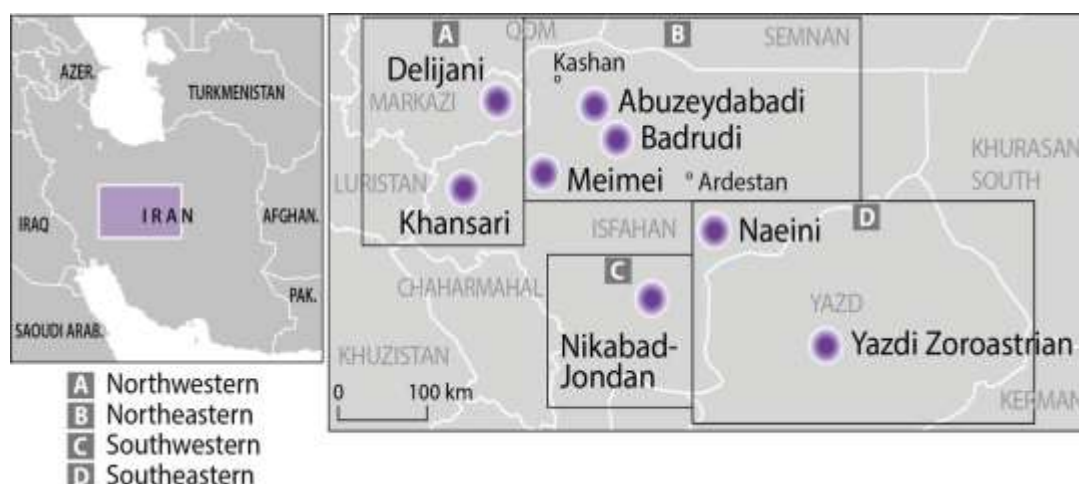 AZER.
TURKMENISTAN
IRAQ
IRAN
AFGHAN.
PAK.
SAOUDI ARAB.
A Northwestern
B Northeastern
C Southwestern
D Southeastern
A
QOM
B
SEMNAN
Delijani
Kashan
MARKAZI
Abuzeydabadi
Badrudi
KHURASAN
SOUTH
LURISTAN
Meimei
Ardestan
Khansari
ISFAHAN
Naeini
D
C
CHAHARMAHAL
YAZD
Nikabad-
Jondan
Yazdi Zoroastrian
KHUZISTAN
0 100 km
KERMAN